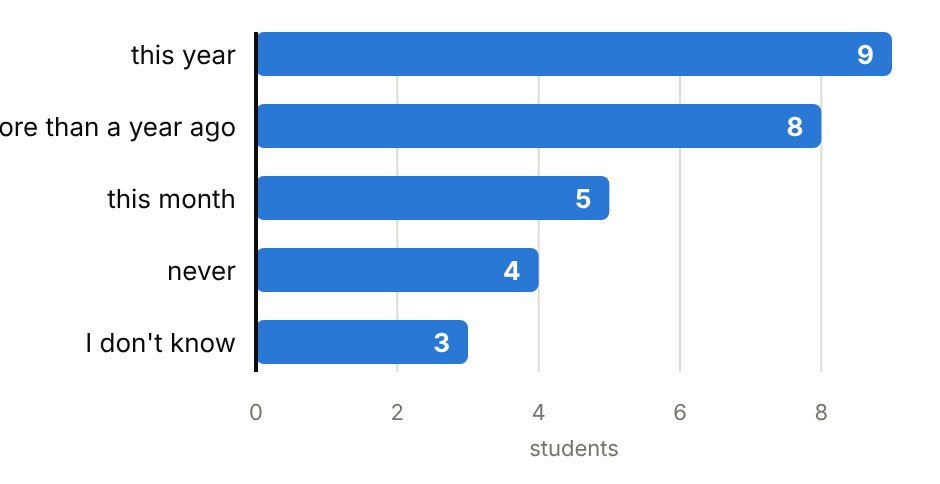 this year
9
ore than a year ago
8
this month
5
never
4
I don't know
3
0 2 4 6 8
students